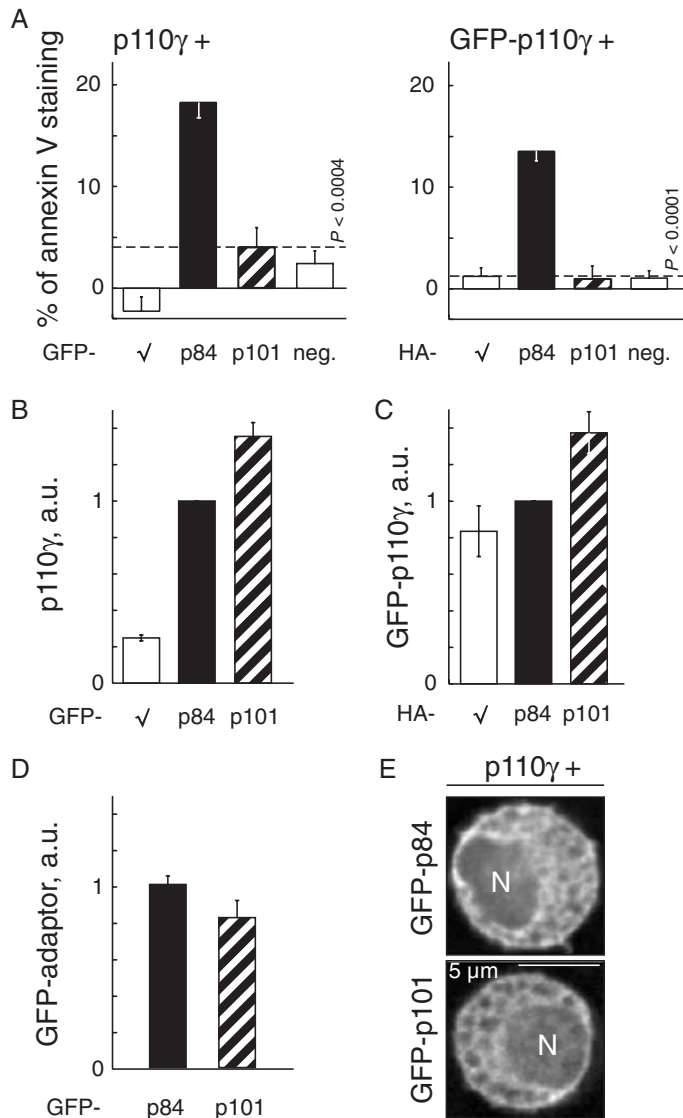 A
p110γ +
% of annexin V staining
20
10
0
P < 0.0004
GFP- √ p84 p101 neg.
GFP-p110γ +
20
10
0
P < 0.0001
HA- √ p84 p101 neg.
B
p110γ, a.u.
1
0
GFP- √ p84 p101
C
GFP-p110γ, a.u.
1
0
HA- √ p84 p101
D
GFP-adaptor, a.u.
1
0
GFP- p84 p101
E
p110γ +
GFP-p84
N
GFP-p101
5 µm
N